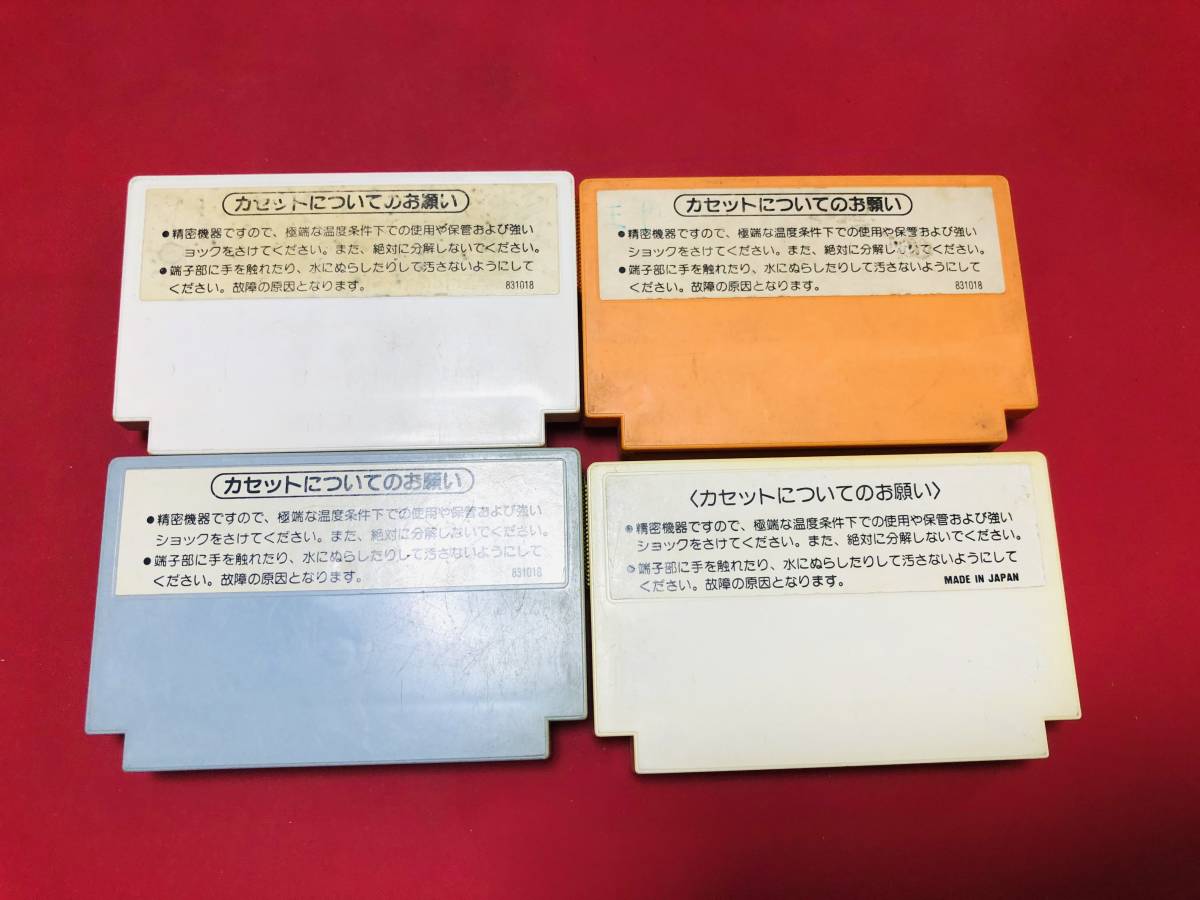 カセットについてのお願い
●精密機器ですので、極端な温度条件下での使用や保管および強い
ョックをさけてください。また、絶対に分解しないでください。
●端子部に手を触れたり、水にぬらしたりして汚さないようにして
ください。故障の原因となります。
831018
カセットについてのお願い
●精密機器ですので、極端な温度条件下での使用や保管および強い
ショックをさけてください。また、絶対に分解しないでください。
●端子部に手を触れたり、水にぬらしたりして汚さないようにして
ください。故障の原因となります。
831018
カセットについてのお願い
●精密機器ですので、極端な温度条件下での使用や保管および強い
ショックをさけてください。また、絶対に分解しないでください。
●端子部に手を触れたり、水にぬらしたりして汚さないようにして
ください。故障の原因となります。
831018
〈カセットについてのお願い〉
●精密機器ですので、極端な温度条件下での使用や保管および強い
ショックをさけてください。また、絶対に分解しないでください。
●端子部に手を触れたり、水にぬらしたりして汚さないようにして
ください。故障の原因となります。
MADE IN JAPAN